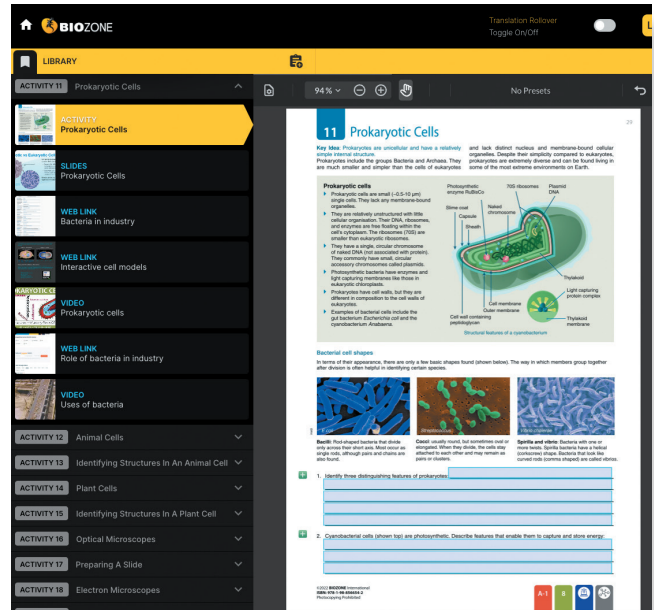 BIOZONE
Translation Rollover
Toggle On/Off
L
LIBRARY
ACTIVITY 11 Prokaryotic Cells
94%
No Presets
ACTIVITY
Prokaryotic Cells
SLIDES
Prokaryotic Cells
WEB LINK
Bacteria in industry
WEB LINK
Interactive cell models
VIDEO
Prokaryotic cells
WEB LINK
Role of bacteria in industry
VIDEO
Uses of bacteria
ACTIVITY 12 Animal Cells
ACTIVITY 13 Identifying Structures In An Animal Cell
ACTIVITY 14 Plant Cells
ACTIVITY 15 Identifying Structures In A Plant Cell
ACTIVITY 16 Optical Microscopes
ACTIVITY 17 Preparing A Slide
ACTIVITY 18 Electron Microscopes
11 Prokaryotic Cells
Key Idea: Prokaryotes are unicellular and have a relatively
simple internal structure.
Prokaryotes include the groups Bacteria and Archaea. They
are much smaller and simpler than the cells of eukaryotes
and lack distinct nucleus and membrane-bound cellular
organelles. Despite their simplicity compared to eukaryotes,
prokaryotes are extremely diverse and can be found living in
some of the most extreme environments on Earth.
Prokaryotic cells
Prokaryotic cells are small (~0.5-10 µm)
single cells. They lack any membrane-bound
organelles.
They are relatively unstructured with little
cellular organisation. Their DNA, ribosomes,
and enzymes are free floating within the
cell's cytoplasm. The ribosomes (70S) are
smaller than eukaryotic ribosomes.
They have a single, circular chromosome
of naked DNA (not associated with protein).
They commonly have small, circular
accessory chromosomes called plasmids.
Photosynthetic bacteria have enzymes and
light capturing membranes like those in
eukaryotic chloroplasts.
Prokaryotes have cell walls, but they are
different in composition to the cell walls of
eukaryotes.
Examples of bacterial cells include the
gut bacterium Escherichia coli and the
cyanobacterium Anabaena.
Photosynthetic
enzyme RuBisCo
70S ribosomes
Plasmid
DNA
Slime coat
Capsule
Sheath
Naked
chromosome
Thylakoid
Light capturing
protein complex
Cell membrane
Outer membrane
Cell wall containing
peptidoglycan
Thylakoid
membrane
Structural features of a cyanobacterium
Bacterial cell shapes
In terms of their appearance, there are only a few basic shapes found (shown below). The way in which members group together
after division is often helpful in identifying certain species.
E.coli
Streptococcus
Bacilli: Rod-shaped bacteria that divide
only across their short axis. Most occur as
single rods, although pairs and chains are
also found.
Cocci: usually round, but sometimes oval or
elongated. When they divide, the cells stay
attached to each other and may remain as
pairs or clusters.
Spirilla and vibrio: Bacteria with one or
more twists. Spirilla bacteria have a helical
(corkscrew) shape. Bacteria that look like
curved rods (comma shaped) are called vibrios.
1. Identify three distinguishing features of prokaryotes:
2. Cyanobacterial cells (shown top) are photosynthetic. Describe features that enable them to capture and store energy:
©2022 BIOZONE International
ISBN: 978-1-98-856654-2
Photocopying Prohibited
A-1
8